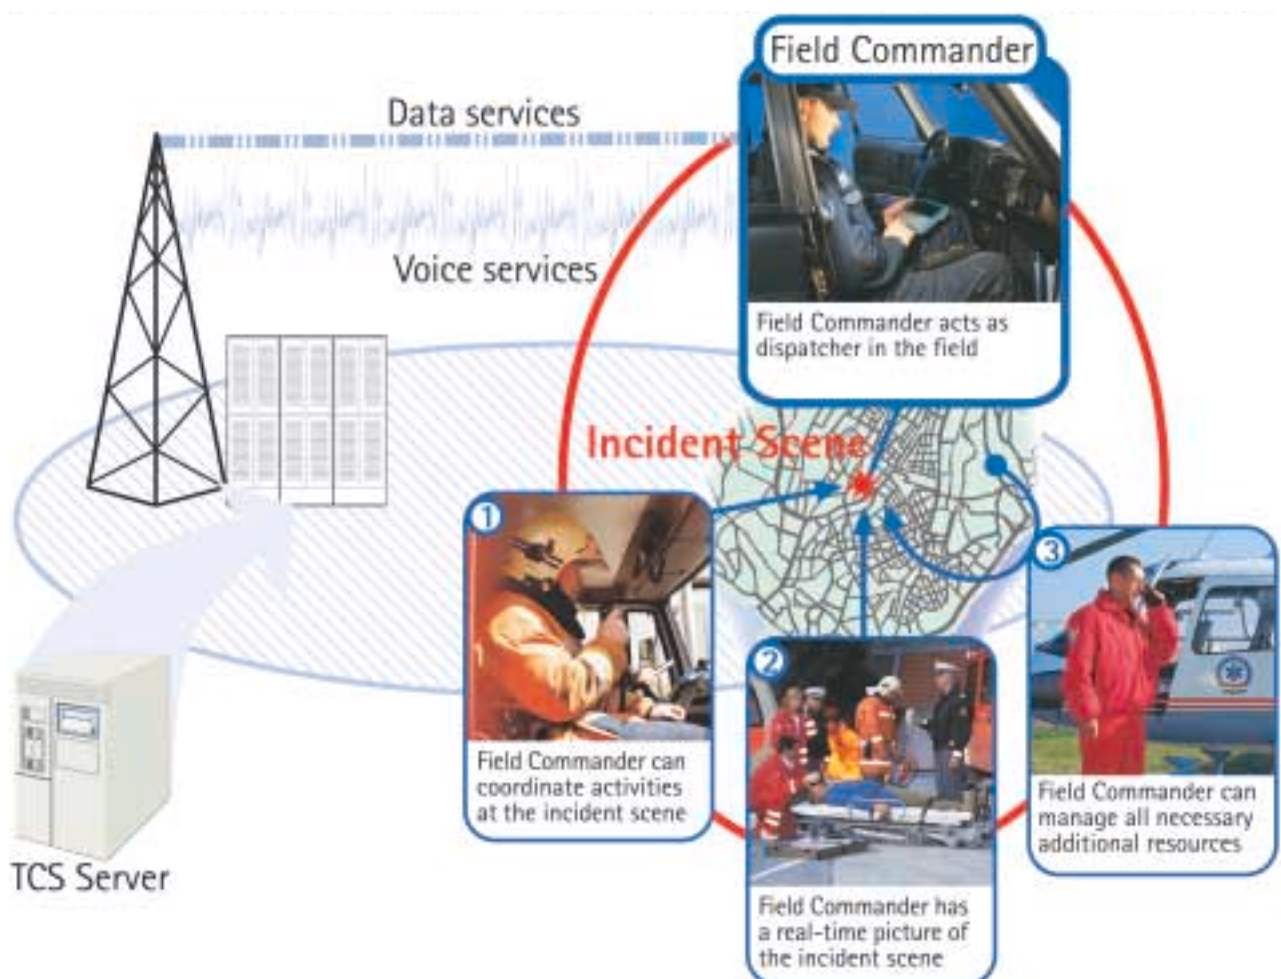 Field Commander
Data services
Voice services
Field Commander acts as
dispatcher in the field
Incident Scene
1
Field Commander can
coordinate activities
at the incident scene
2
Field Commander has
a real-time picture of
the incident scene
3
Field Commander can
manage all necessary
additional resources
TCS Server